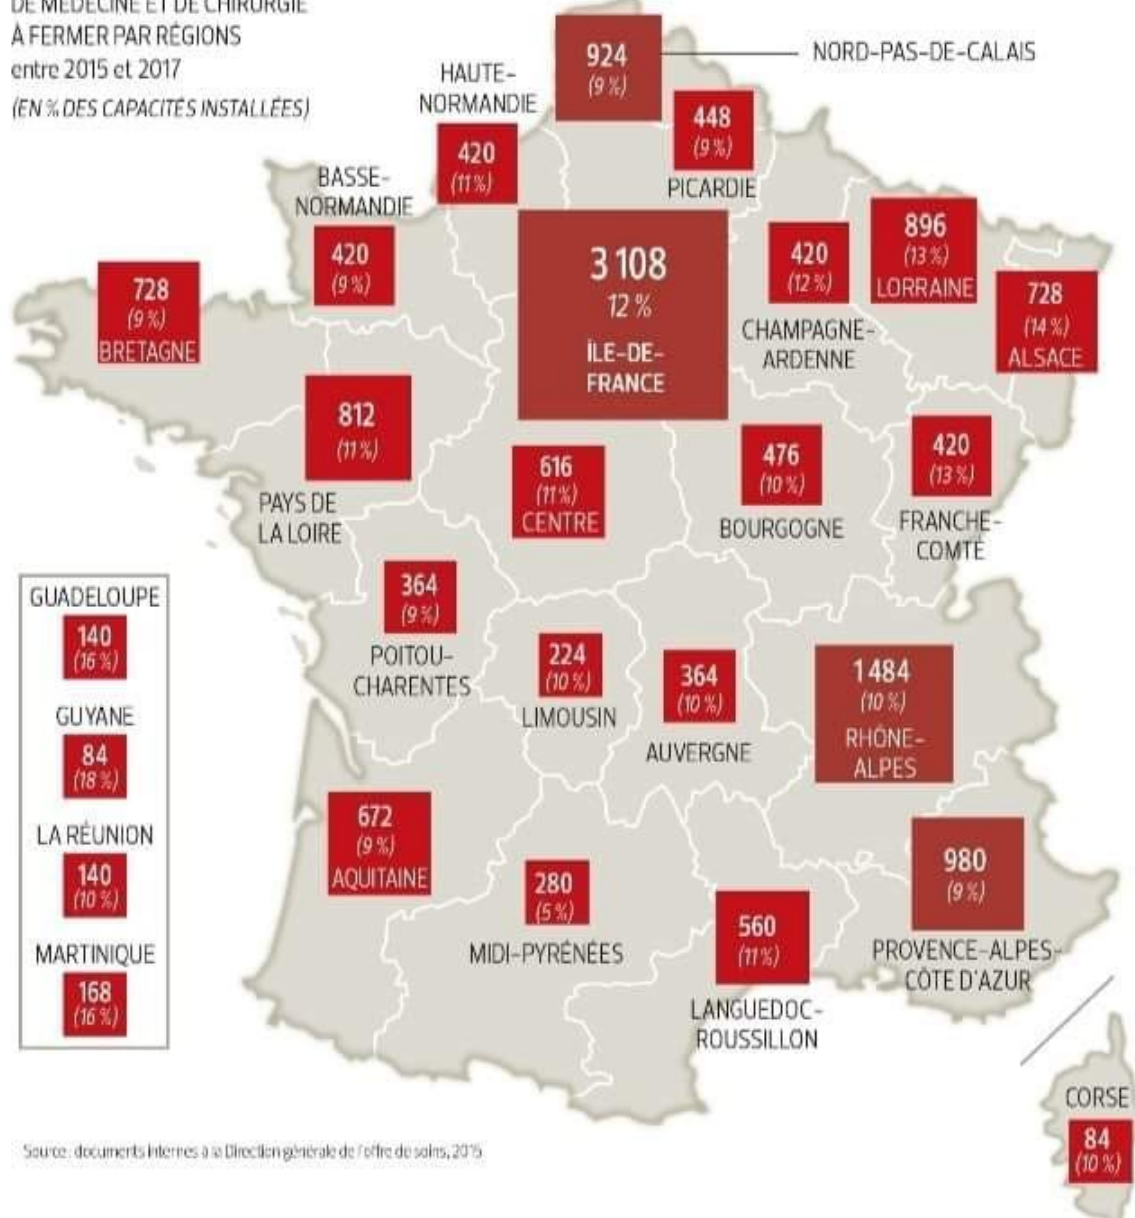 DE MÉDECINE ET DE CHIRURGIE
À FERMER PAR RÉGIONS
entre 2015 et 2017
(EN % DES CAPACITÉS INSTALLÉES)
924
(9 %)
NORD-PAS-DE-CALAIS
HAUTE-
NORMANDIE
420
(11 %)
448
(9 %)
PICARDIE
BASSE-
NORMANDIE
420
(9 %)
3 108
12 %
ÎLE-DE-
FRANCE
420
(12 %)
CHAMPAGNE-
ARDENNE
896
(13 %)
LORRAINE
728
(14 %)
ALSACE
728
(9 %)
BRETAGNE
812
(11 %)
PAYS DE
LA LOIRE
616
(11 %)
CENTRE
476
(10 %)
BOURGOGNE
420
(13 %)
FRANCHE-
COMTÉ
364
(9 %)
POITOU-
CHARENTES
224
(10 %)
LIMOUSIN
364
(10 %)
AUVERGNE
1 484
(10 %)
RHÔNE-
ALPES
GUADELOUPE
140
(16 %)
GUYANE
84
(18 %)
LA RÉUNION
140
(10 %)
MARTINIQUE
168
(16 %)
672
(9 %)
AQUITAINE
280
(5 %)
MIDI-PYRÉNÉES
560
(11 %)
LANGUEDOC-
ROUSSILLON
980
(9 %)
PROVENCE-ALPES-
CÔTE D'AZUR
CORSE
84
(10 %)
Source : documents internes à la Direction générale de l'offre de soins, 2015